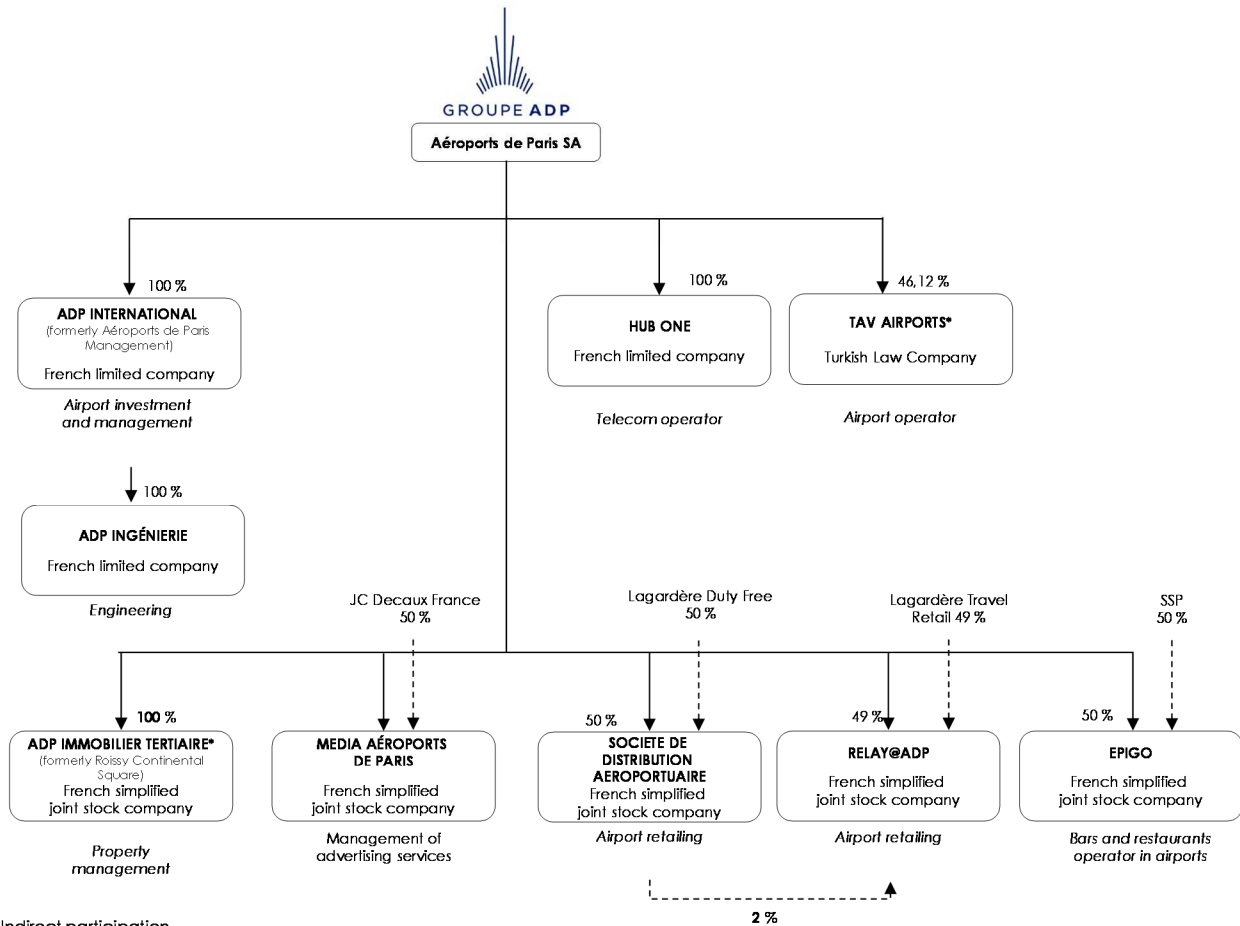 GROUPE ADP
Aéroports de Paris SA
100 %
ADP INTERNATIONAL
(formerly Aéroports de Paris
Management)
French limited company
Airport investment
and management
100 %
HUB ONE
French limited company
Telecom operator
46,12 %
TAV AIRPORTS*
Turkish Law Company
Airport operator
100 %
ADP INGÉNIERIE
French limited company
Engineering
JC Decaux France
50 %
Lagardère Duty Free
50 %
Lagardère Travel
Retail 49 %
SSP
50 %
100 %
ADP IMMOBILIER TERTIAIRE*
(formerly Roissy Continental
Square)
French simplified
joint stock company
Property
management
MEDIA AÉROPORTS
DE PARIS
French simplified
joint stock company
Management of
advertising services
50 %
SOCIETE DE
DISTRIBUTION
AEROPORTUAIRE
French simplified
joint stock company
Airport retailing
49 %
RELAY@ADP
French simplified
joint stock company
Airport retailing
50 %
EPIGO
French simplified
joint stock company
Bars and restaurants
operator in airports
2 %
Indirect participation